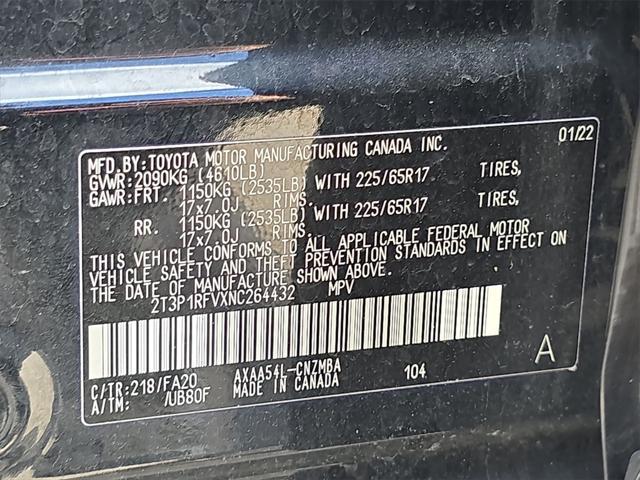 MFD.BY:TOYOTA MOTOR MANUFACTURING CANADA INC. 01/22
GVWR:2090KG (4610LB)
GAWR:FRT. 1150KG (2535LB) WITH 225/65R17 TIRES,
17x7.0J RIMS.
RR. 1150KG (2535LB) WITH 225/65R17 TIRES,
17x7.0J RIMS.
THIS VEHICLE CONFORMS TO ALL APPLICABLE FEDERAL MOTOR
VEHICLE SAFETY AND THEFT PREVENTION STANDARDS IN EFFECT ON
THE DATE OF MANUFACTURE SHOWN ABOVE.
2T3P1RFVXNC264432 MPV
A
C/TR:218/FA20 AXAA54L-CNZMBA 104
A/TM: /UB80F MADE IN CANADA